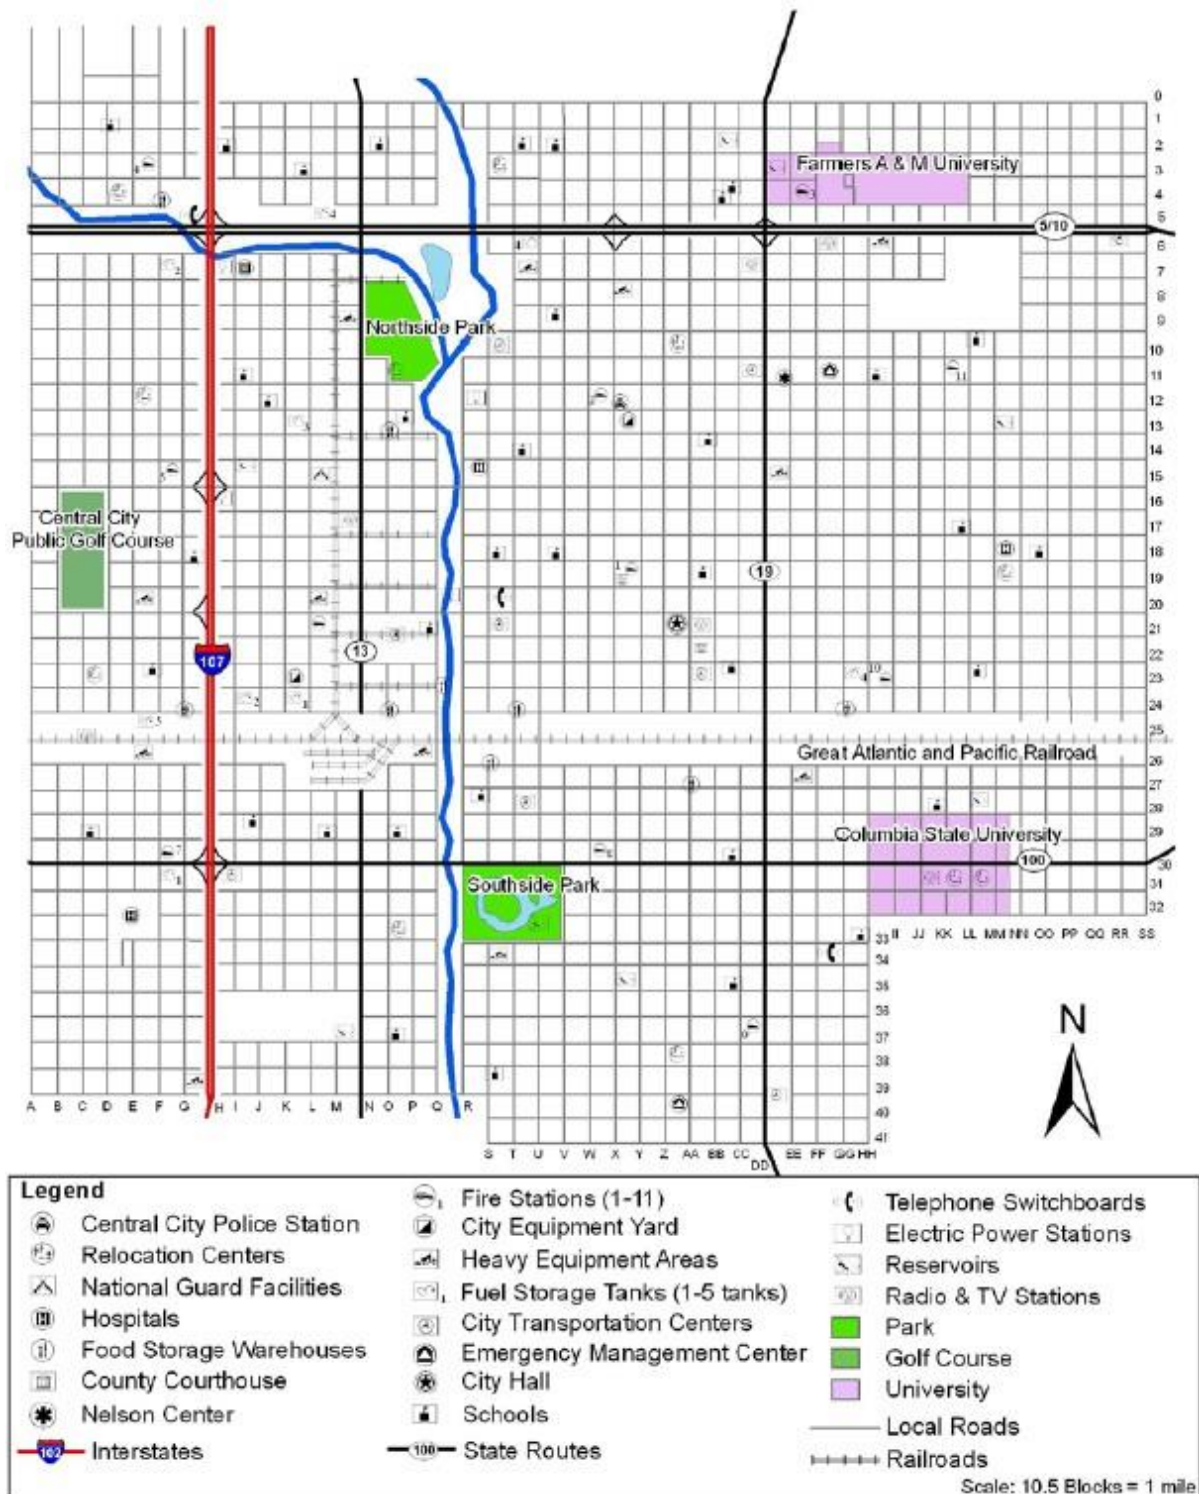 0
1
2
Farmers A & M University
3
4
5
5/10
6
7
8
Northside Park
9
10
11
12
13
14
15
16
Central City
Public Golf Course
17
18
19
19
20
21
13
107
22
23
24
25
Great Atlantic and Pacific Railroad
26
27
28
Columbia State University
29
100
30
Southside Park
31
32
33 II JJ KK LL MM NN OO PP QQ RR SS
34
35
36
37
38
39
40
41
N
A B C D E F G H I J K L M N O P Q R
S T U V W X Y Z AA BB CC DD EE FF GG HH
Legend
Central City Police Station
Relocation Centers
National Guard Facilities
Hospitals
Food Storage Warehouses
County Courthouse
Nelson Center
Interstates
Fire Stations (1-11)
City Equipment Yard
Heavy Equipment Areas
Fuel Storage Tanks (1-5 tanks)
City Transportation Centers
Emergency Management Center
City Hall
Schools
100 State Routes
Telephone Switchboards
Electric Power Stations
Reservoirs
Radio & TV Stations
Park
Golf Course
University
Local Roads
Railroads
Scale: 10.5 Blocks = 1 mile